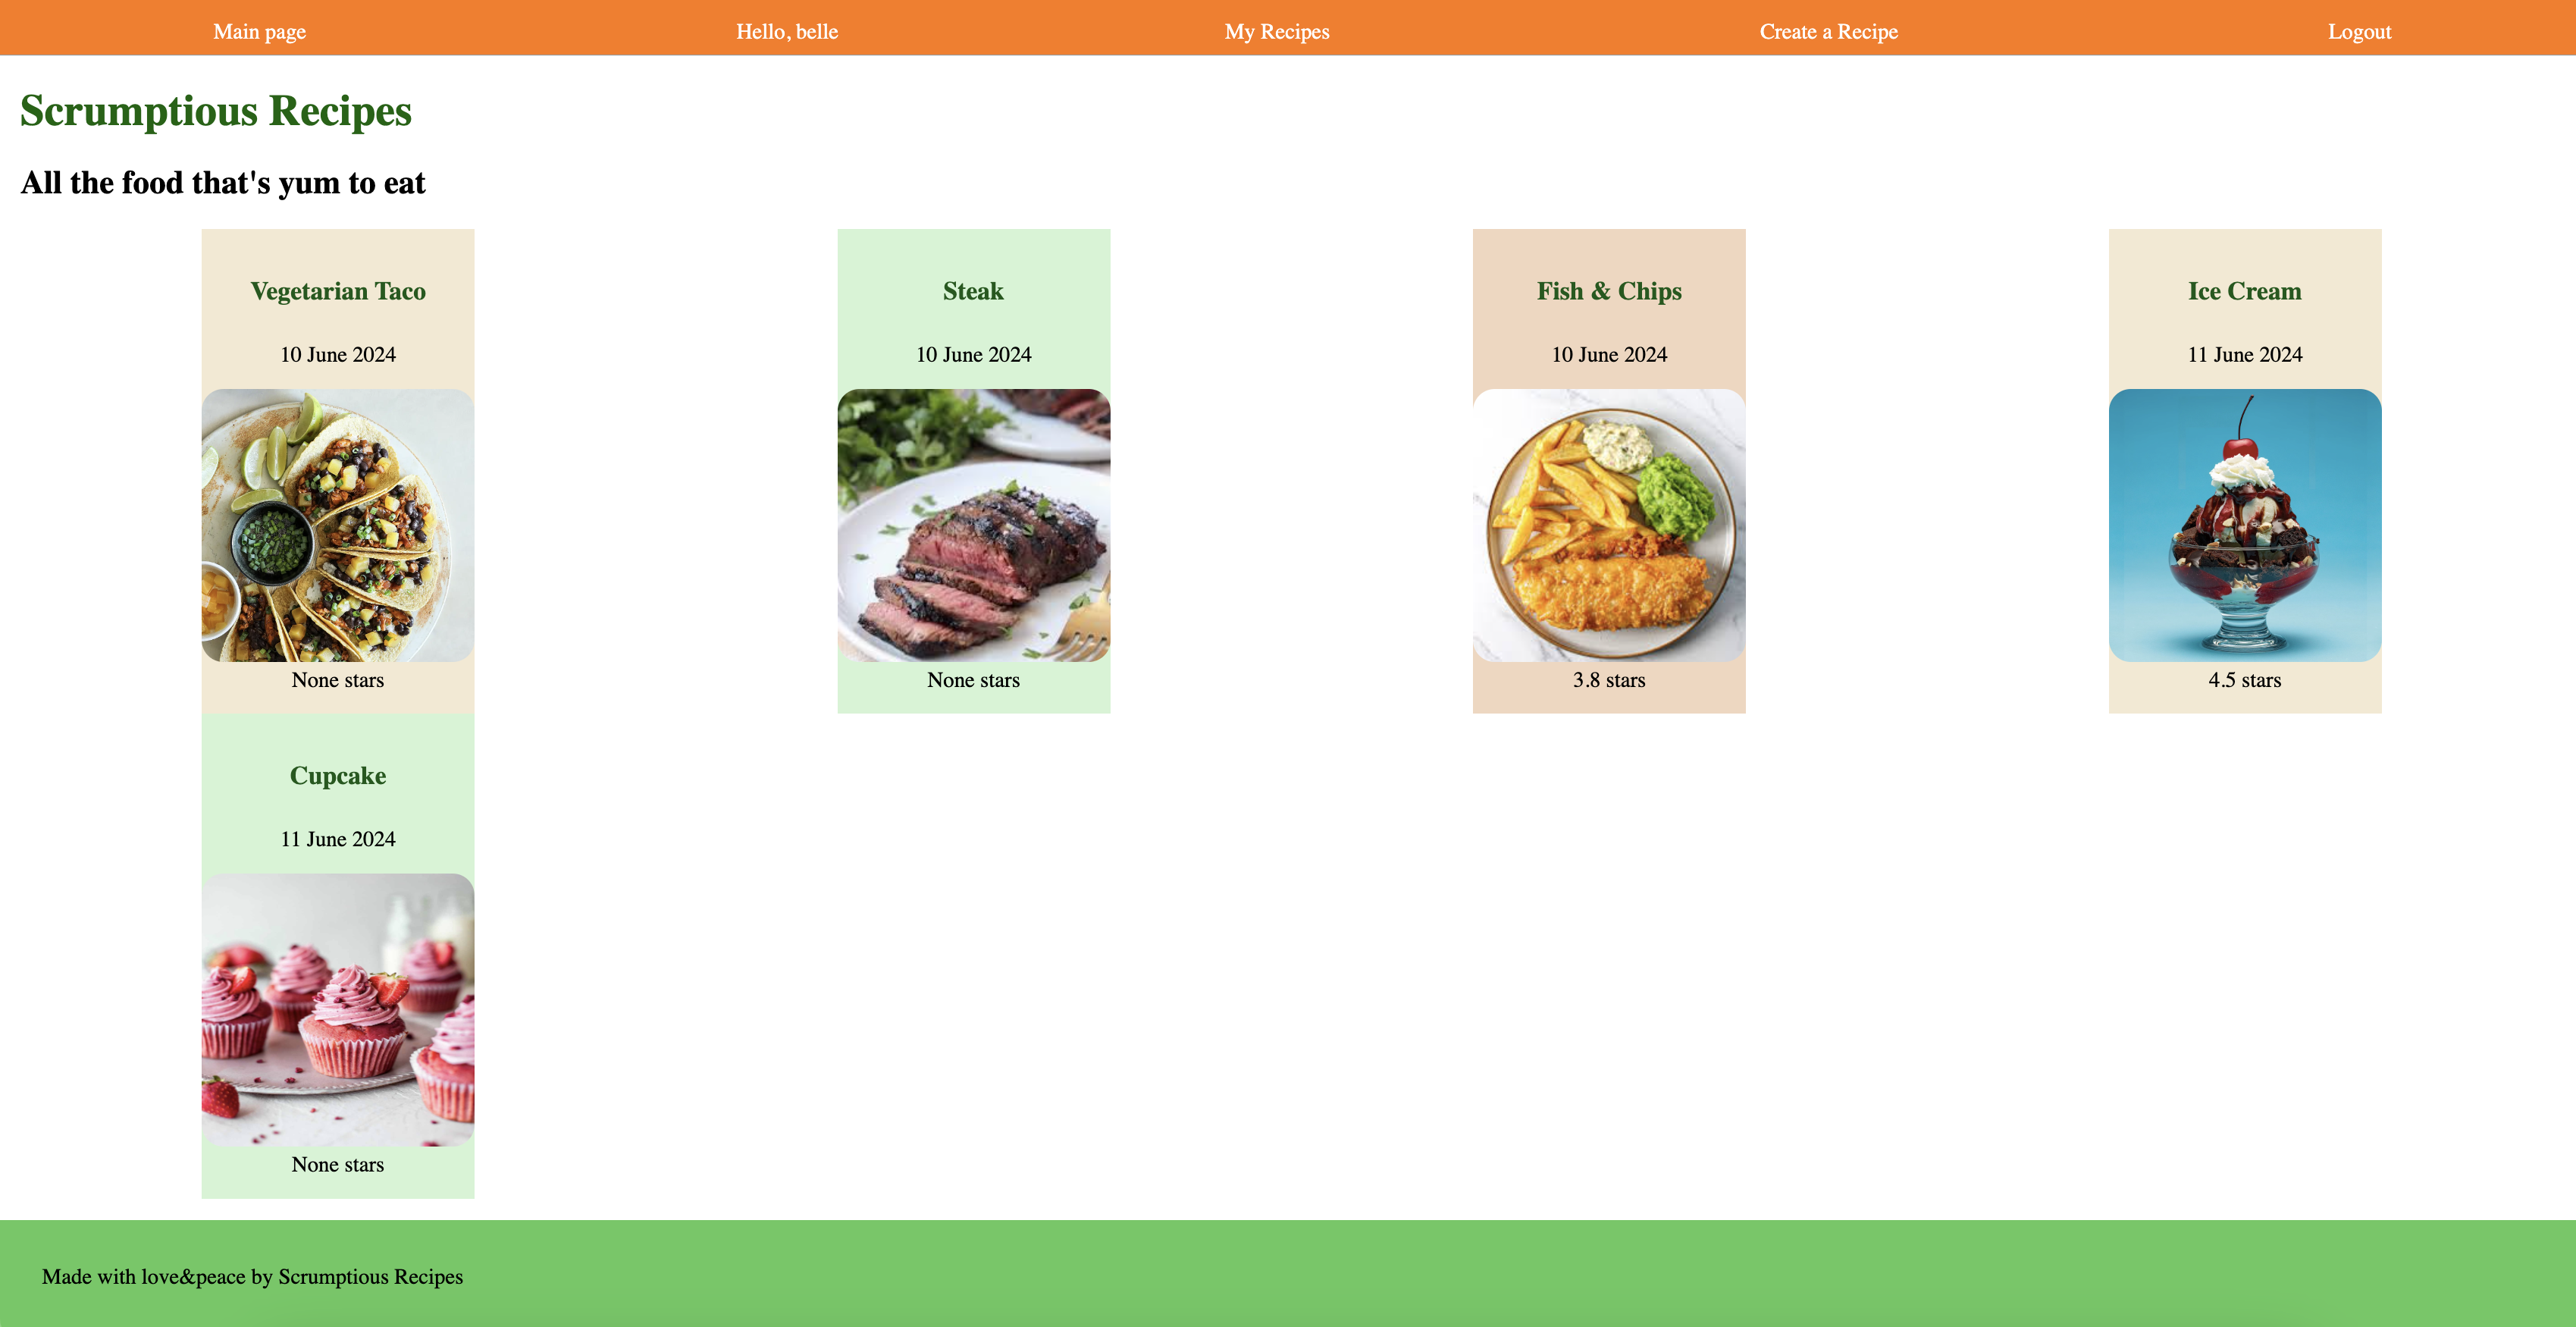 Main page
Hello, belle
My Recipes
Create a Recipe
Logout
Scrumptious Recipes
All the food that's yum to eat
Vegetarian Taco
10 June 2024
None stars
Steak
10 June 2024
None stars
Fish & Chips
10 June 2024
3.8 stars
Ice Cream
11 June 2024
4.5 stars
Cupcake
11 June 2024
None stars
Made with love&peace by Scrumptious Recipes